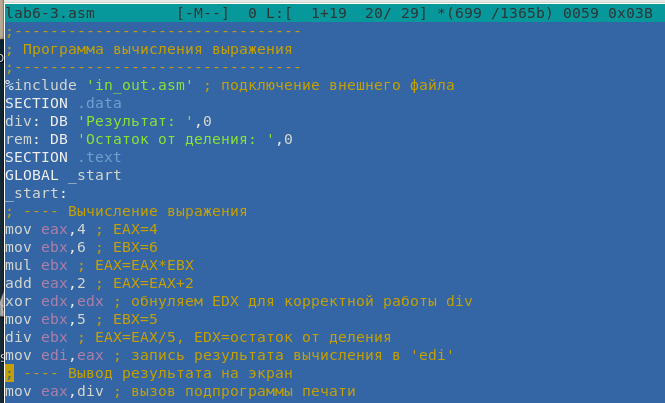 lab6-3.asm [-M--] 0 L:[ 1+19 20/ 29] *(699 /1365b) 0059 0x03B
;--------------------------------
; Программа вычисления выражения
;--------------------------------
%include 'in_out.asm' ; подключение внешнего файла
SECTION .data
div: DB 'Результат: ',0
rem: DB 'Остаток от деления: ',0
SECTION .text
GLOBAL _start
_start:
; ---- Вычисление выражения
mov eax,4 ; EAX=4
mov ebx,6 ; EBX=6
mul ebx ; EAX=EAX*EBX
add eax,2 ; EAX=EAX+2
xor edx,edx ; обнуляем EDX для корректной работы div
mov ebx,5 ; EBX=5
div ebx ; EAX=EAX/5, EDX=остаток от деления
mov edi,eax ; запись результата вычисления в 'edi'
; ---- Вывод результата на экран
mov eax,div ; вызов подпрограммы печати